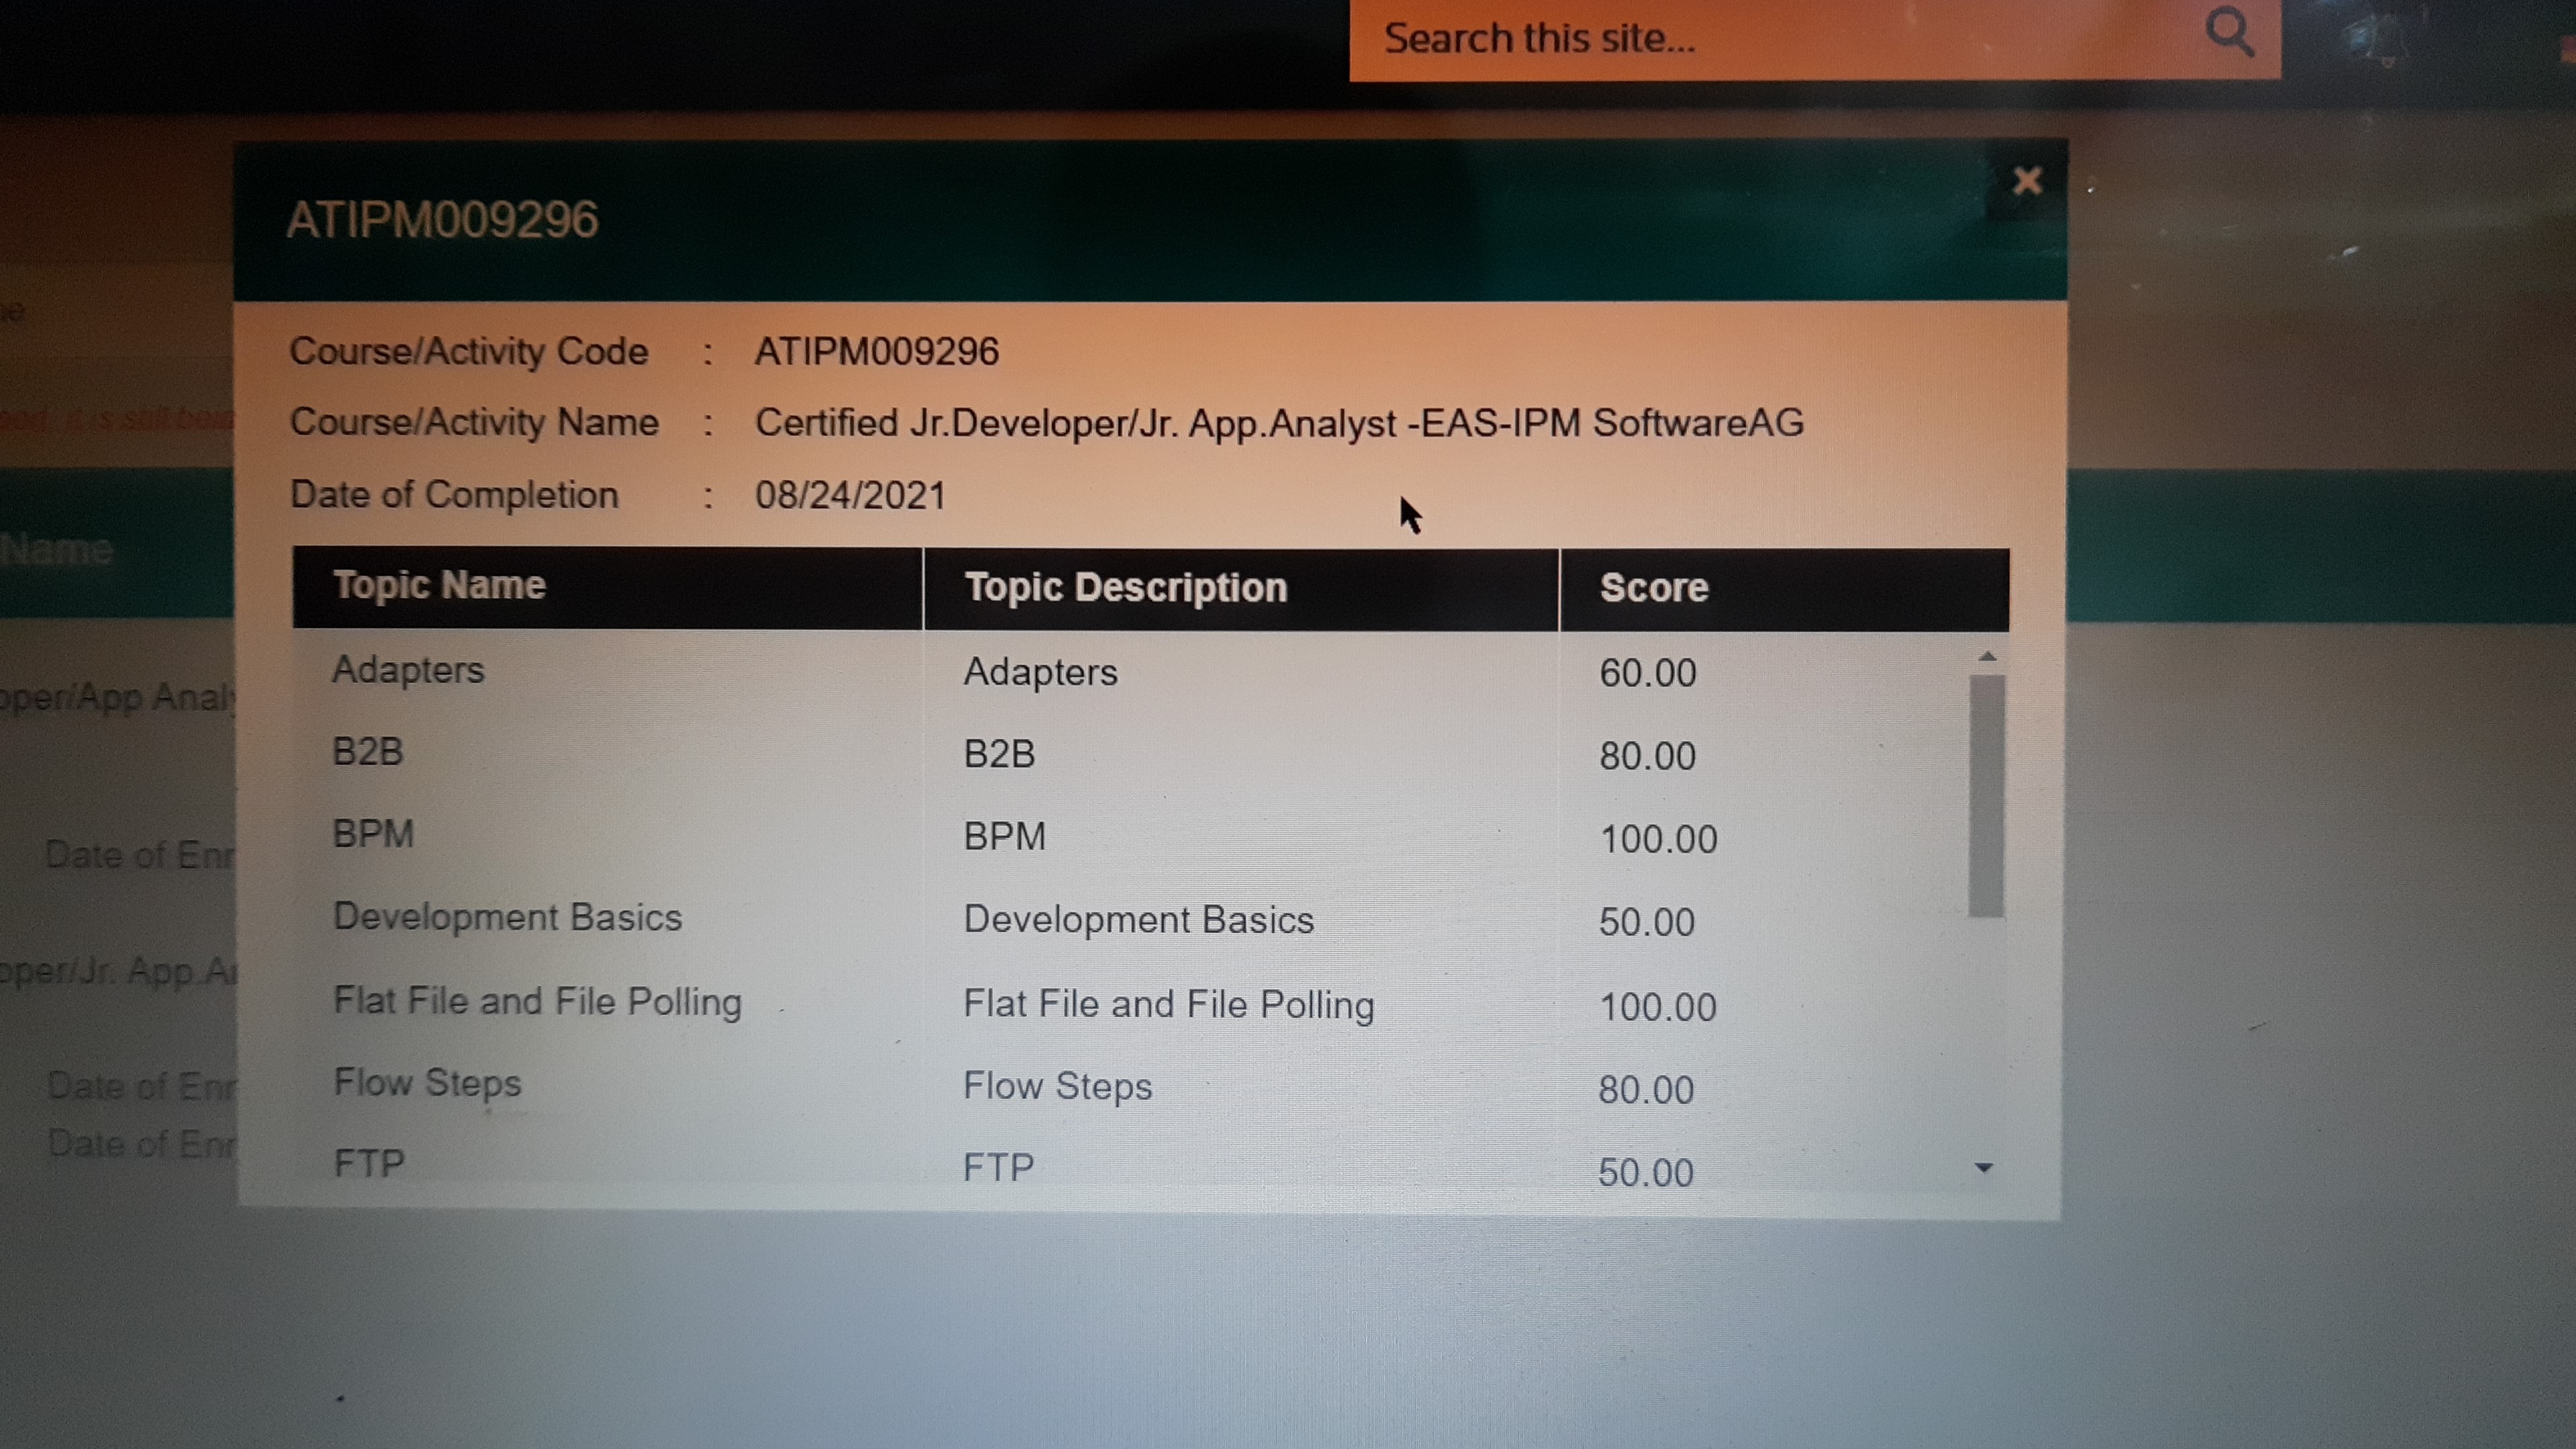 Search this site...
ATIPM009296
Course/Activity Code : ATIPM009296
Course/Activity Name : Certified Jr.Developer/Jr. App.Analyst -EAS-IPM SoftwareAG
Date of Completion : 08/24/2021
Name
Topic Name Topic Description Score
Adapters Adapters 60.00
oper/App Analy
B2B B2B 80.00
BPM BPM 100.00
Date of Enr
Development Basics Development Basics 50.00
oper/Jr. App.An
Flat File and File Polling Flat File and File Polling 100.00
Flow Steps Flow Steps 80.00
Date of Enr
Date of Enr
FTP FTP 50.00